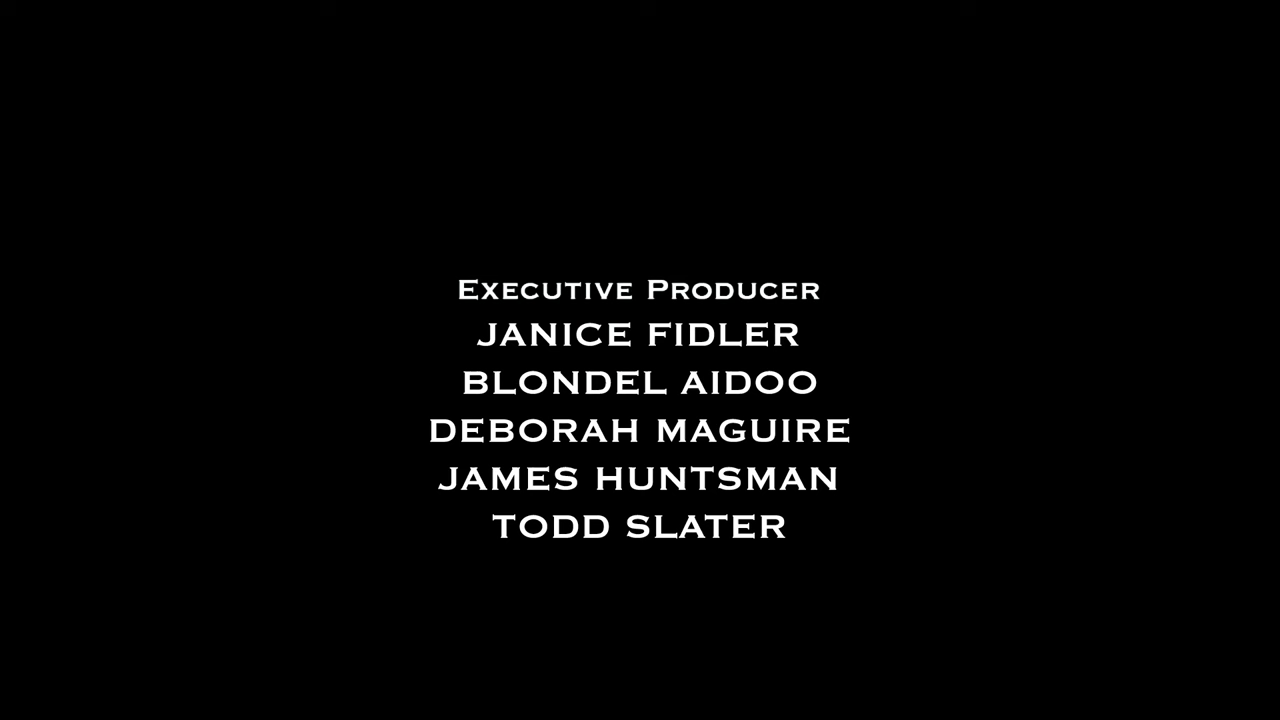 Executive Producer
JANICE FIDLER
BLONDEL AIDOO
DEBORAH MAGUIRE
JAMES HUNTSMAN
TODD SLATER